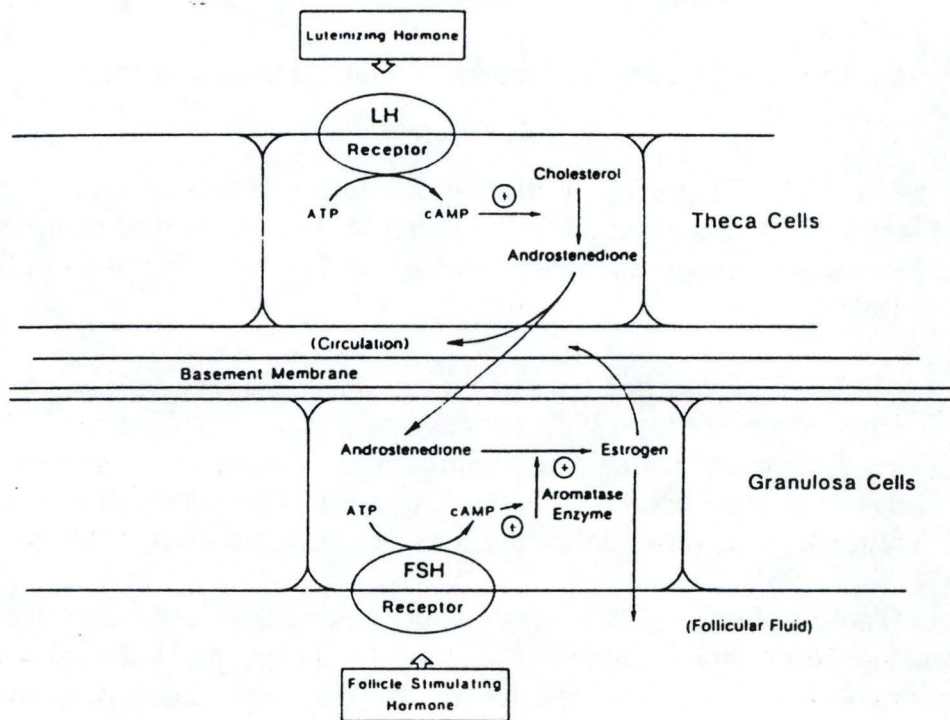 Luteinizing Hormone
LH
Receptor
Cholesterol
ATP
cAMP
+
Theca Cells
Androstenedione
(Circulation)
Basement Membrane
Androstenedione
Estrogen
+
Granulosa Cells
Aromatase
Enzyme
ATP
cAMP
+
FSH
Receptor
(Follicular Fluid)
Follicle Stimulating
Hormone